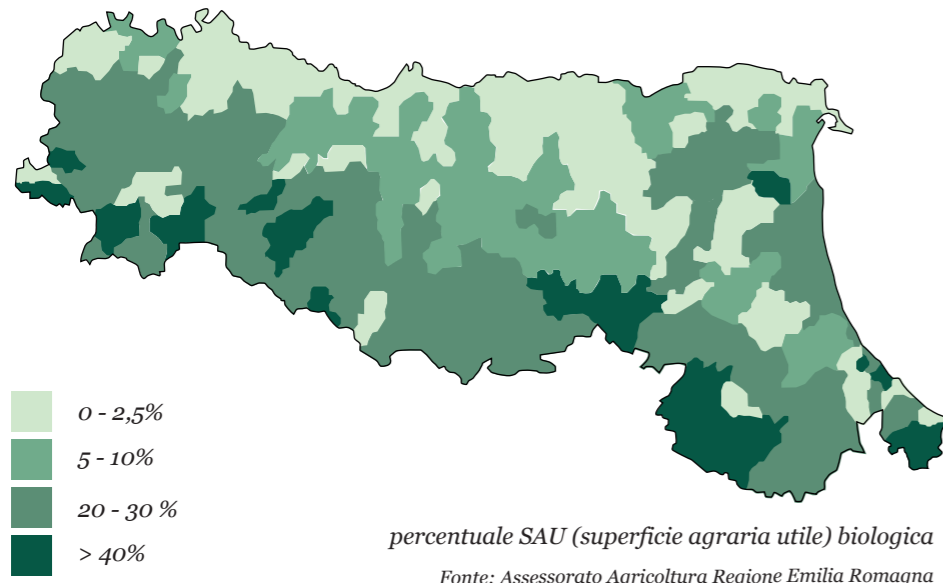 0 - 2,5%
5 - 10%
20 - 30 %
> 40%
percentuale SAU (superficie agraria utile) biologica
Fonte: Assessorato Agricoltura Regione Emilia Romagna